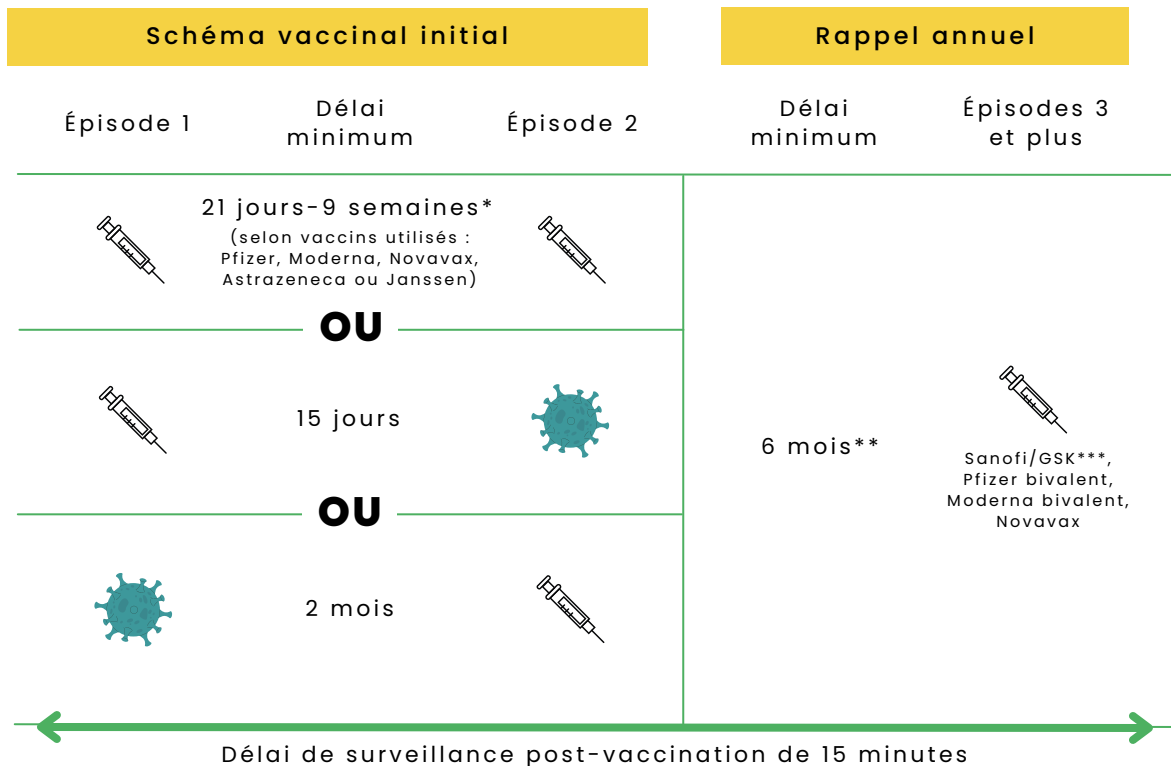 Schéma vaccinal initial
Rappel annuel
Épisode 1
Délai
minimum
Épisode 2
Délai
minimum
Épisodes 3
et plus
21 jours-9 semaines*
(selon vaccins utilisés :
Pfizer, Moderna, Novavax,
Astrazeneca ou Janssen)
OU
15 jours
6 mois**
Sanofi/GSK***,
Pfizer bivalent,
Moderna bivalent,
Novavax
OU
2 mois
Délai de surveillance post-vaccination de 15 minutes